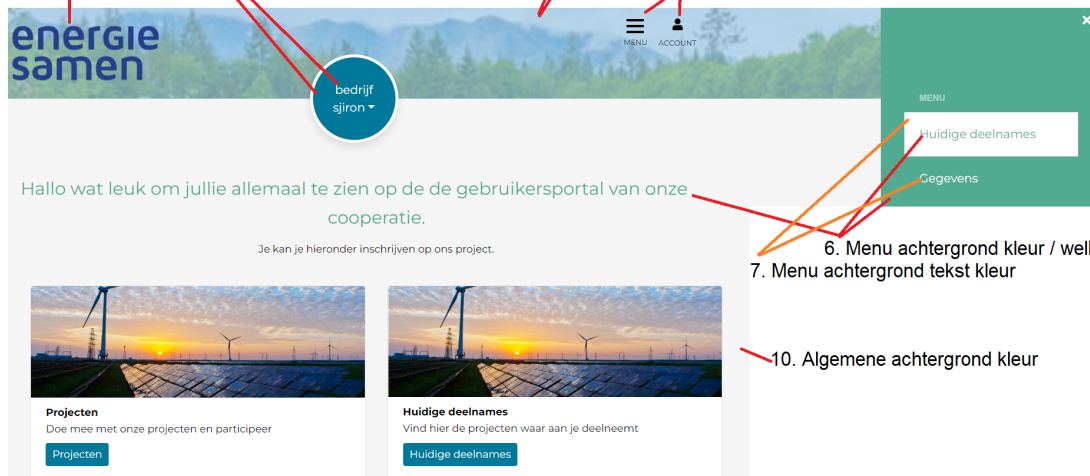 energie
samen
MENU ACCOUNT
bedrijf
sjiron
MENU
Huidige deelnames
Gegevens
Hallo wat leuk om jullie allemaal te zien op de de gebruikersportal van onze
cooperatie.
Je kan je hieronder inschrijven op ons project.
6. Menu achtergrond kleur / well
7. Menu achtergrond tekst kleur
10. Algemene achtergrond kleur
Projecten
Doe mee met onze projecten en participeer
Projecten
Huidige deelnames
Vind hier de projecten waar aan je deelneemt
Huidige deelnames